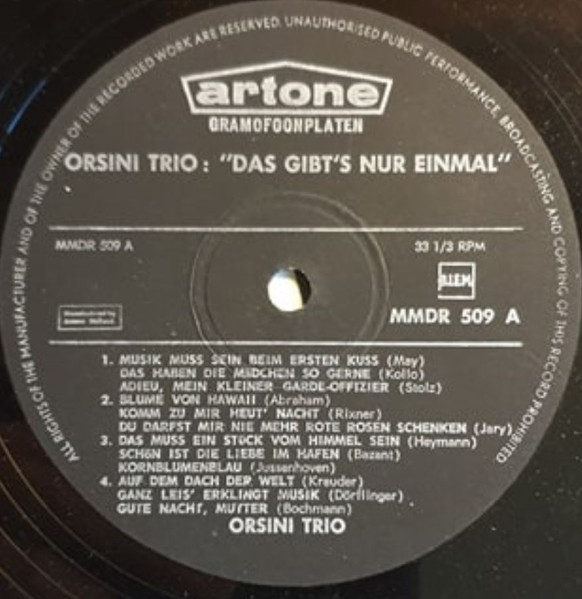 ALL RIGHTS OF THE MANUFACTURER AND OF THE OWNER OF THE RECORDED WORK ARE RESERVED. UNAUTHORISED PUBLIC PERFORMANCE, BROADCASTING AND COPYING OF THIS RECORD PROHIBITED
artone
GRAMOFOONPLATEN
ORSINI TRIO: "DAS GIBT'S NUR EINMAL"
MMDR 509 A
33 1/3 RPM
B.I.E.M.
Manufactured by
Artone Holland
MMDR 509 A
1. MUSIK MUSS SEIN BEIM ERSTEN KUSS (May)
DAS HABEN DIE MÄDCHEN SO GERNE (Kollo)
ADIEU, MEIN KLEINER GARDE-OFFIZIER (Stolz)
2. BLUME VON HAWAII (Abraham)
KOMM ZU MIR HEUT' NACHT (Rixner)
DU DARFST MIR NIE MEHR ROTE ROSEN SCHENKEN (Jary)
3. DAS MUSS EIN STÜCK VOM HIMMEL SEIN (Heymann)
SCHÖN IST DIE LIEBE IM HAFEN (Bazant)
KORNBLUMENBLAU (Jussenhoven)
4. AUF DEM DACH DER WELT (Kreuder)
GANZ LEIS' ERKLINGT MUSIK (Dörflinger)
GUTE NACHT, MUTTER (Bochmann)
ORSINI TRIO